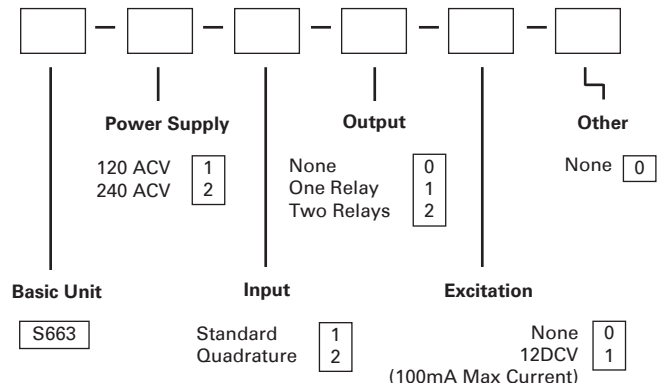 Power Supply
120 ACV 1
240 ACV 2
Output
None 0
One Relay 1
Two Relays 2
Other
None 0
Basic Unit
S663
Input
Standard 1
Quadrature 2
Excitation
None 0
12DCV 1
(100mA Max Current)